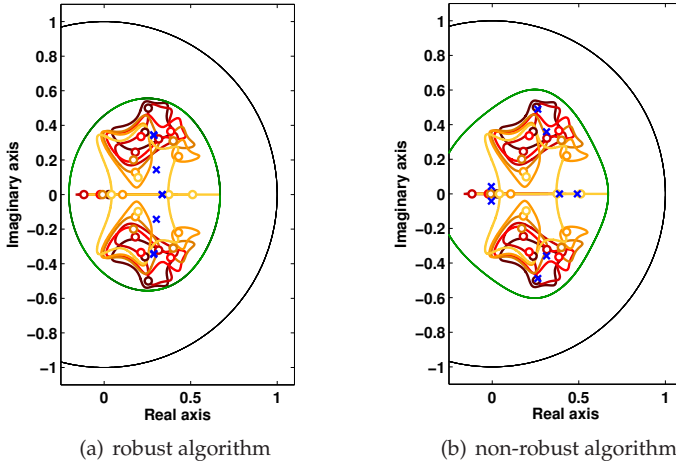 1
0.8
0.6
0.4
0.2
0
−0.2
−0.4
−0.6
−0.8
−1
Imaginary axis
0 0.5 1
Real axis
(a) robust algorithm
1
0.8
0.6
0.4
0.2
0
−0.2
−0.4
−0.6
−0.8
−1
Imaginary axis
0 0.5 1
Real axis
(b) non-robust algorithm